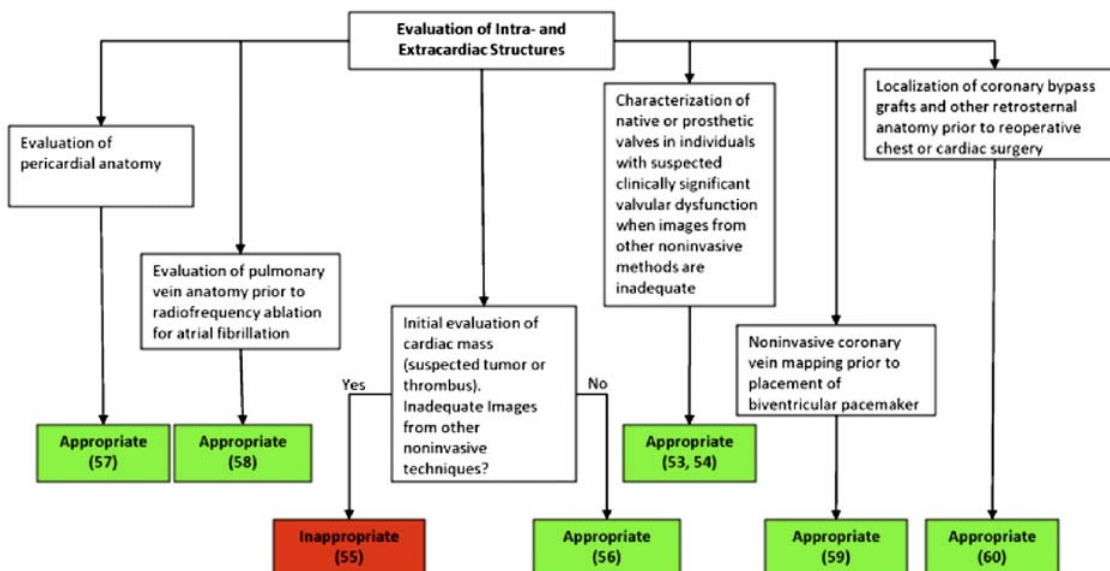 Evaluation of Intra- and
Extracardiac Structures
Evaluation of
pericardial anatomy
Evaluation of pulmonary
vein anatomy prior to
radiofrequency ablation
for atrial fibrillation
Initial evaluation of
cardiac mass
(suspected tumor or
thrombus).
Inadequate Images
from other
noninvasive
techniques?
Yes
No
Characterization of
native or prosthetic
valves in individuals
with suspected
clinically significant
valvular dysfunction
when images from
other noninvasive
methods are
inadequate
Noninvasive coronary
vein mapping prior to
placement of
biventricular pacemaker
Localization of coronary bypass
grafts and other retrosternal
anatomy prior to reoperative
chest or cardiac surgery
Appropriate
(57)
Appropriate
(58)
Appropriate
(53, 54)
Inappropriate
(55)
Appropriate
(56)
Appropriate
(59)
Appropriate
(60)